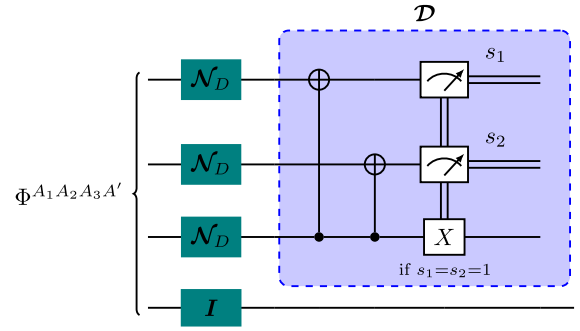 𝓓
𝓝_D s₁
𝓝_D s₂
Φ^{A₁A₂A₃A′}
𝓝_D X
if s₁=s₂=1
I